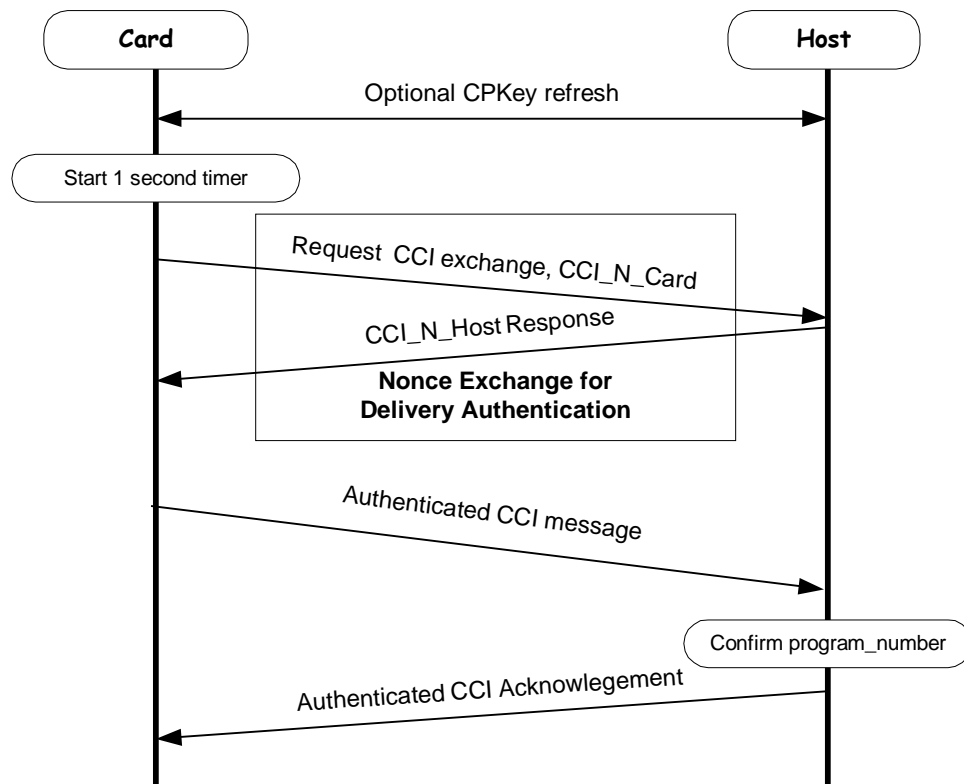 Card
Host
Optional CPKey refresh
Start 1 second timer
Request CCI exchange, CCI_N_Card
CCI_N_Host Response
Nonce Exchange for
Delivery Authentication
Authenticated CCI message
Confirm program_number
Authenticated CCI Acknowlegement